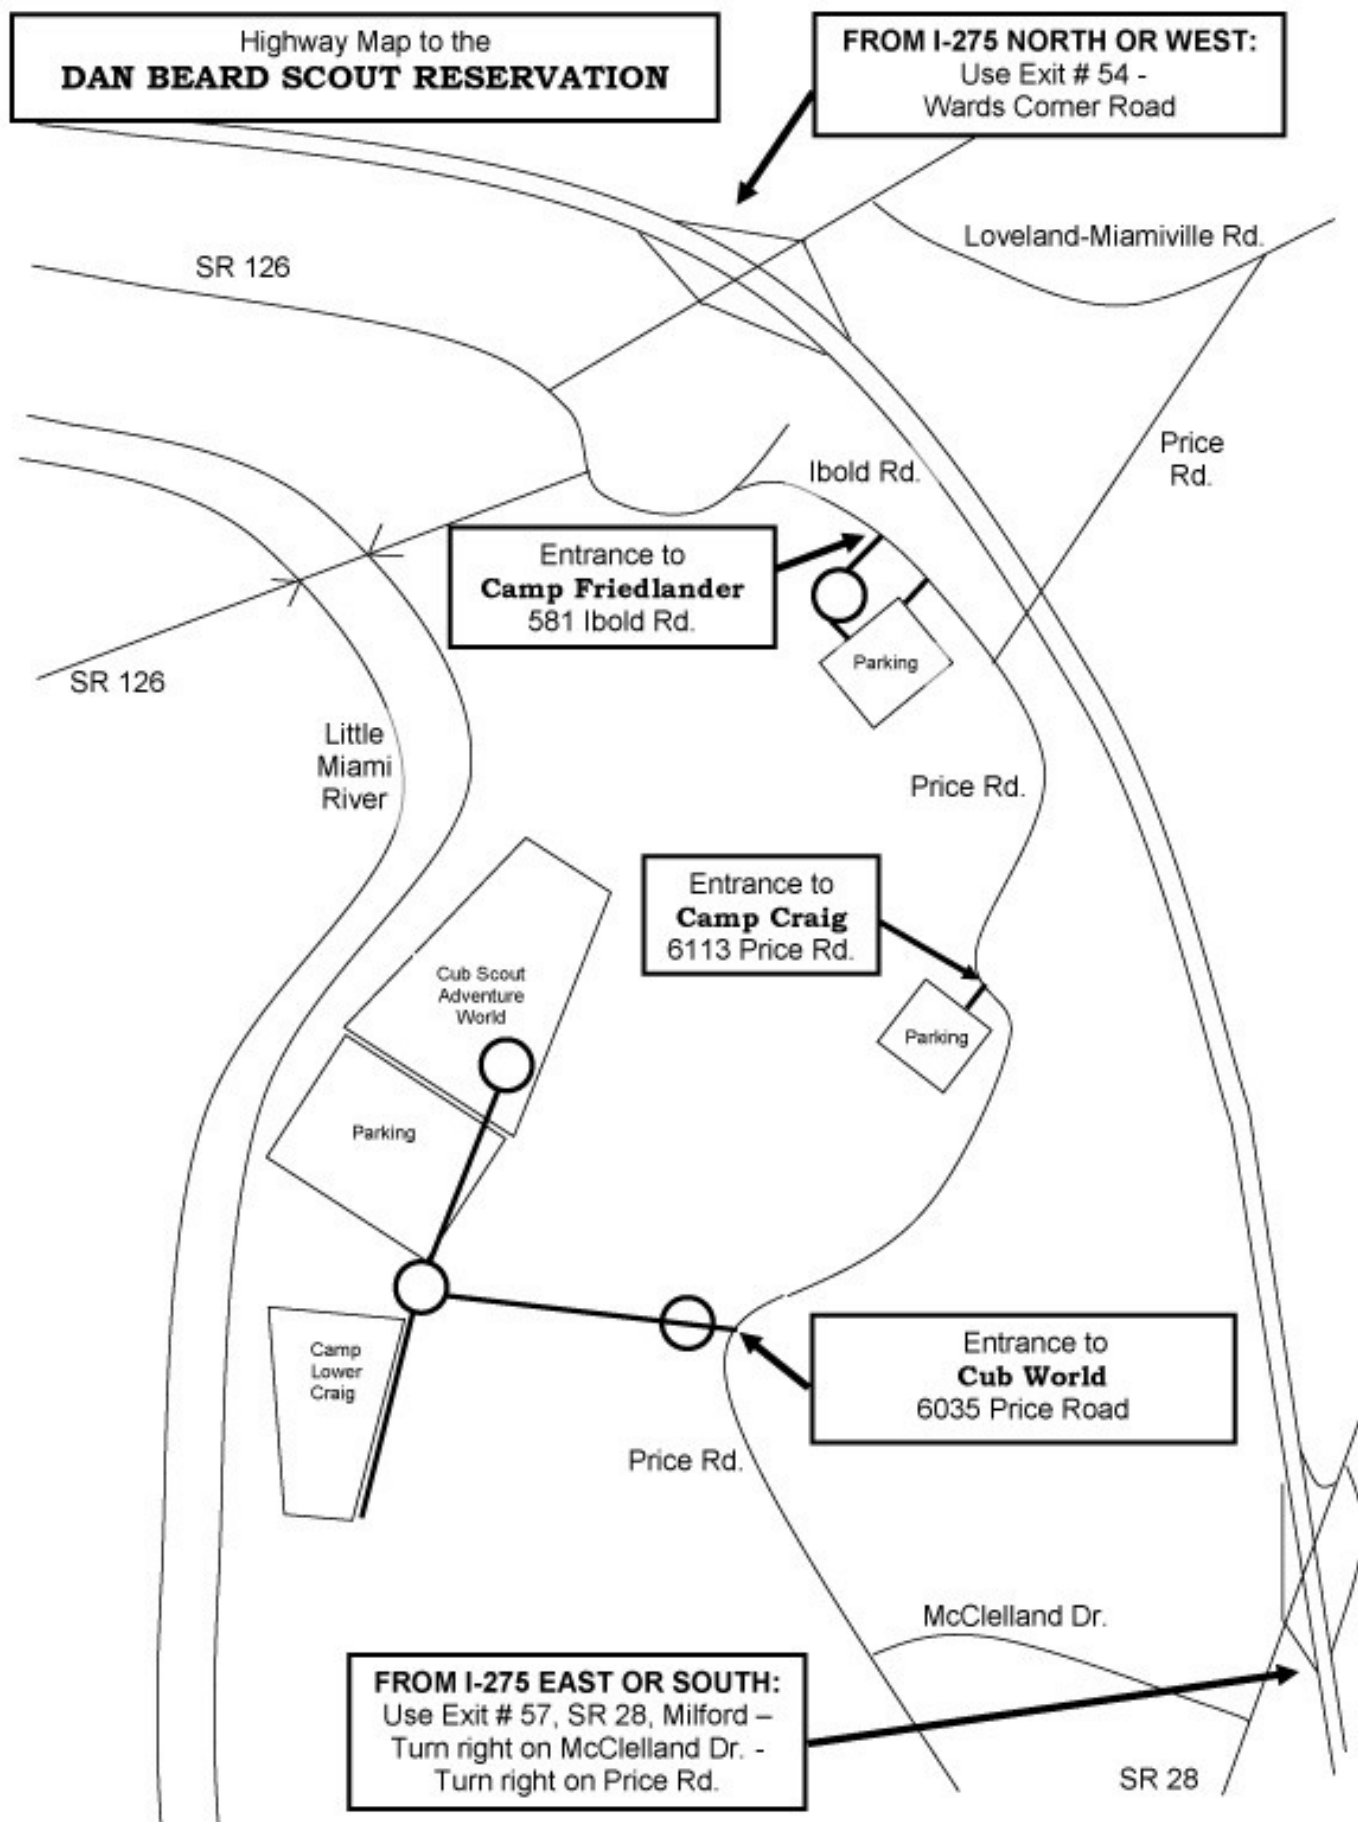 Highway Map to the
DAN BEARD SCOUT RESERVATION
FROM I-275 NORTH OR WEST:
Use Exit # 54 -
Wards Corner Road
SR 126
Loveland-Miamiville Rd.
Price
Rd.
Ibold Rd.
Entrance to
Camp Friedlander
581 Ibold Rd.
Parking
SR 126
Little
Miami
River
Price Rd.
Entrance to
Camp Craig
6113 Price Rd.
Parking
Cub Scout
Adventure
World
Parking
Camp
Lower
Craig
Entrance to
Cub World
6035 Price Road
Price Rd.
McClelland Dr.
FROM I-275 EAST OR SOUTH:
Use Exit # 57, SR 28, Milford –
Turn right on McClelland Dr. -
Turn right on Price Rd.
SR 28